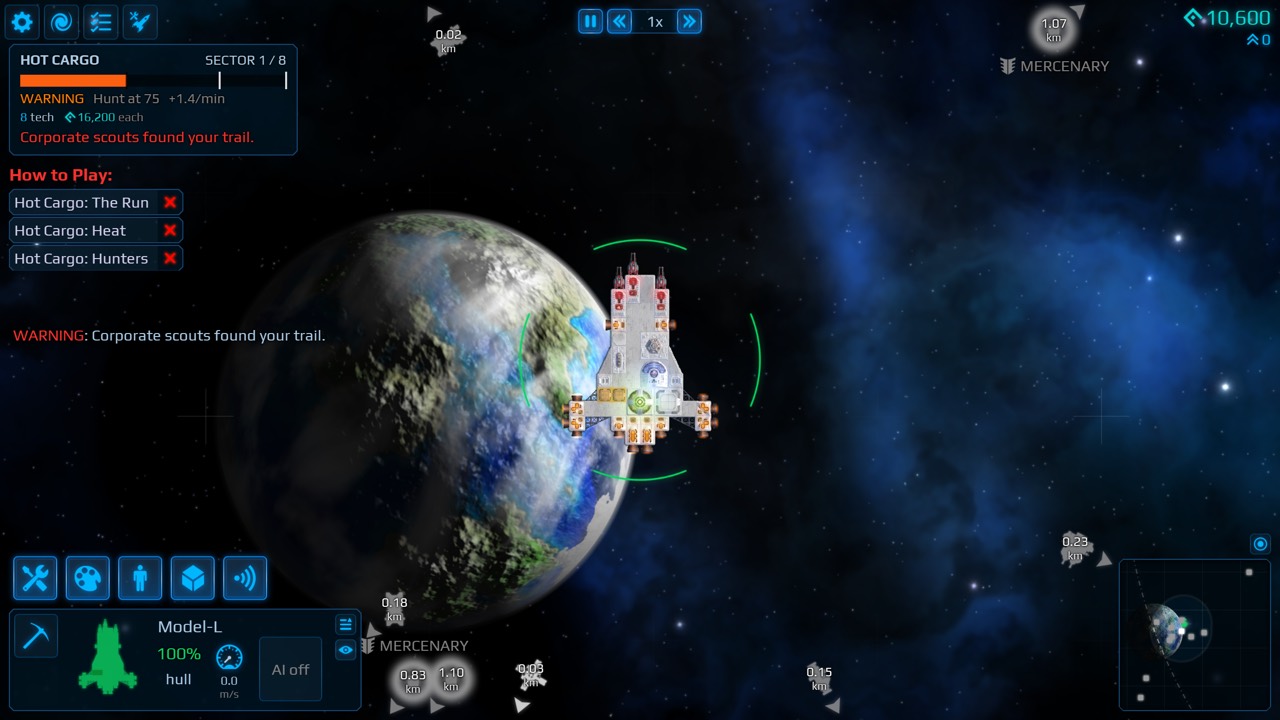 0.02
km
1x
1.07
km
10,600
0
MERCENARY
HOT CARGO
SECTOR 1 / 8
WARNING Hunt at 75 +1.4/min
8 tech 16,200 each
Corporate scouts found your trail.
How to Play:
Hot Cargo: The Run
Hot Cargo: Heat
Hot Cargo: Hunters
WARNING: Corporate scouts found your trail.
0.23
km
0.18
km
MERCENARY
0.83
km
1.10
km
0.03
km
0.15
km
Model-L
100%
hull
0.0
m/s
AI off